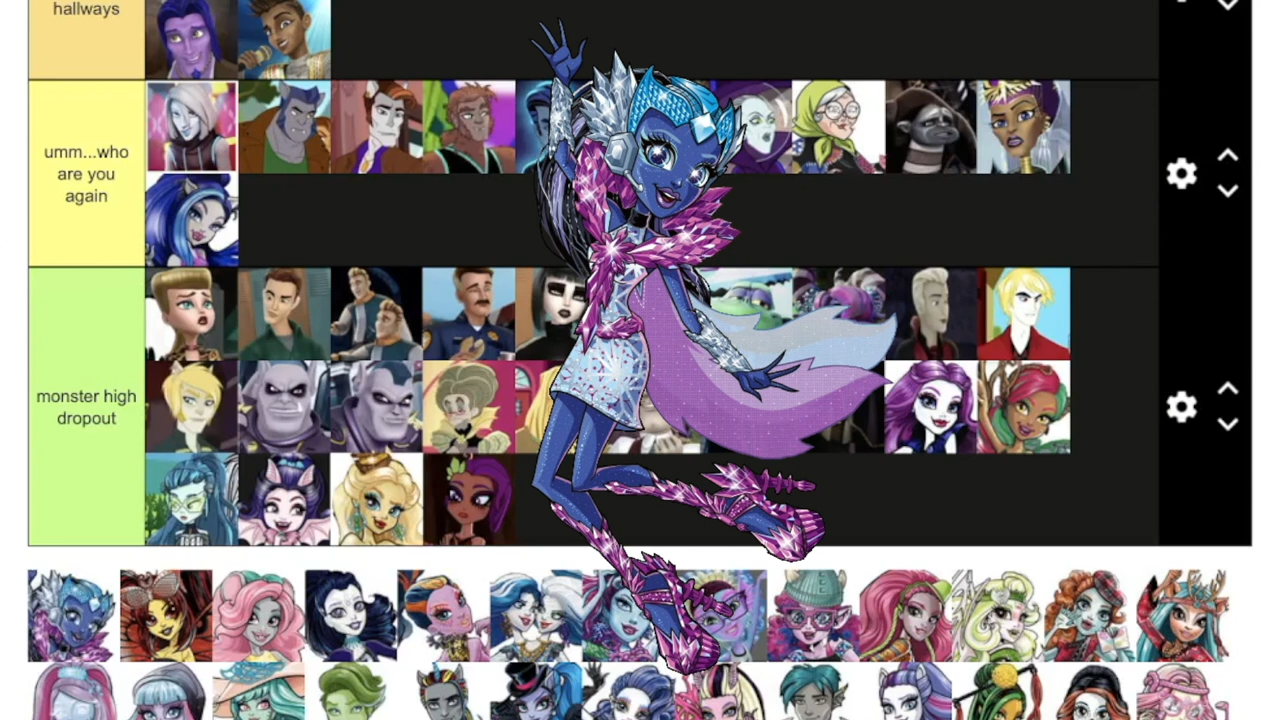 hallways
umm...who
are you
again
monster high
dropout